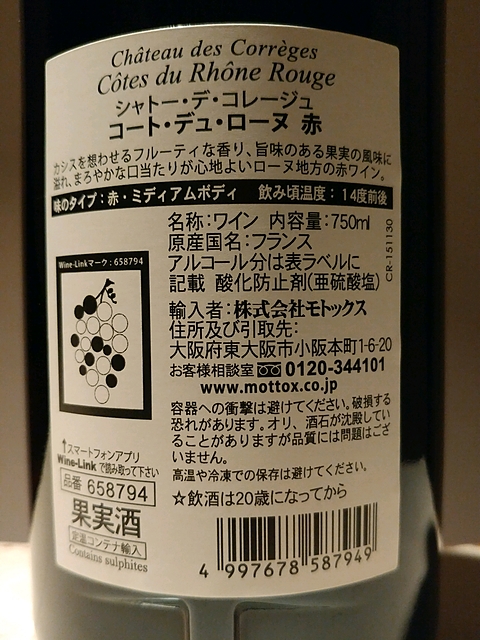 Château des Corrèges
Côtes du Rhône Rouge
シャトー・デ・コレージュ
コート・デュ・ローヌ 赤
カシスを想わせるフルーティな香り、旨味のある果実の風味に
溢れ、まろやかな口当たりが心地よいローヌ地方の赤ワイン。
味のタイプ：赤・ミディアムボディ 飲み頃温度：14度前後
名称：ワイン 内容量：750ml
原産国名：フランス
アルコール分は表ラベルに
記載 酸化防止剤（亜硫酸塩）
CR-151130
Wine-Linkマーク：658794
輸入者：株式会社モトックス
住所及び引取先：
大阪府東大阪市小阪本町1-6-20
お客様相談室 0120-344101
www.mottox.co.jp
容器への衝撃は避けてください。破損する
恐れがあります。オリ、酒石が沈殿してい
ることがありますが品質には問題はござ
いません。
高温や冷凍での保存は避けてください。
☆飲酒は20歳になってから
↑スマートフォンアプリ
Wine-Linkで読み取って下さい
品番 658794
果実酒
定温コンテナ輸入
Contains sulphites
4 997678 587949